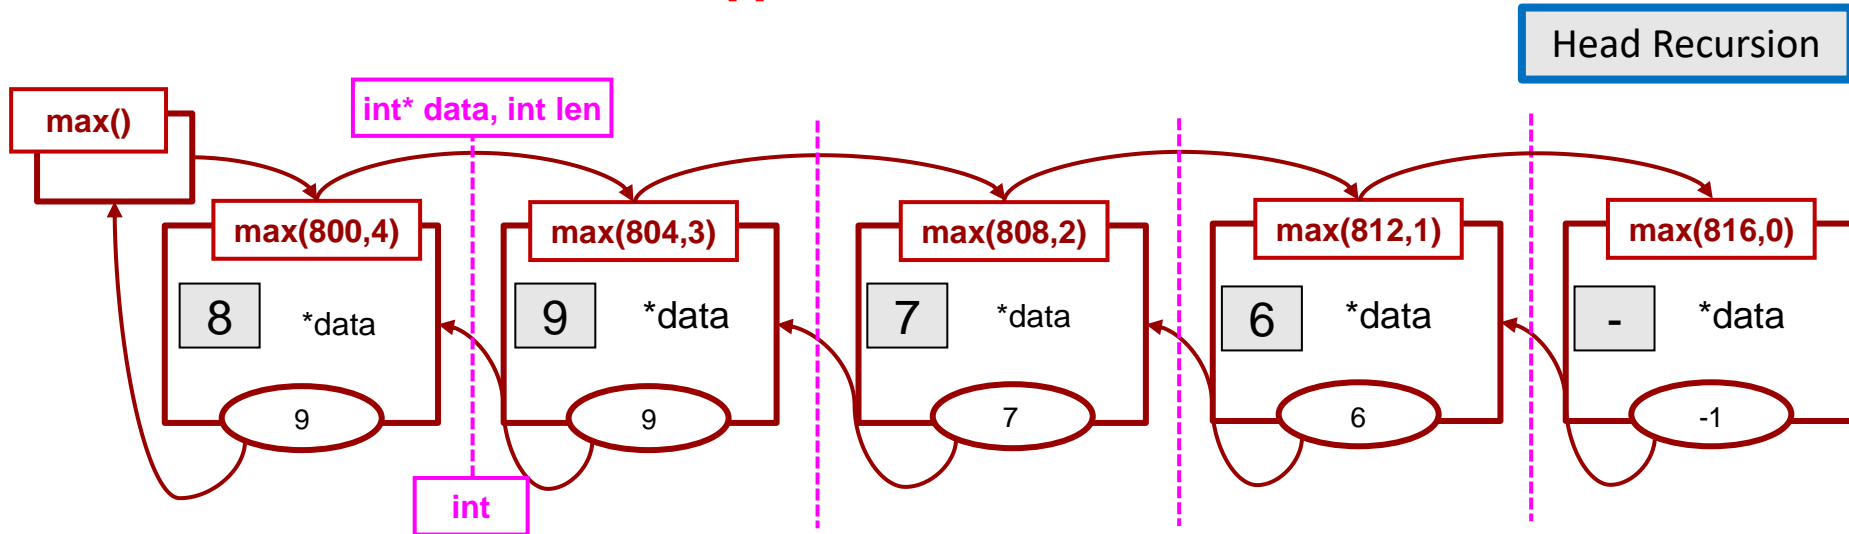 Head Recursion
int* data, int len
max()
max(800,4)
max(804,3)
max(808,2)
max(812,1)
max(816,0)
8 *data
9 *data
7 *data
6 *data
- *data
9
9
7
6
-1
int